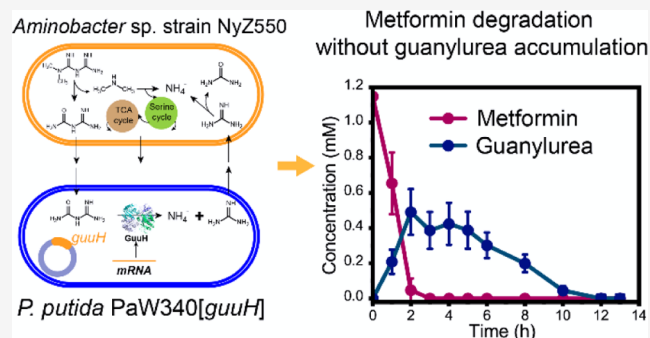 Aminobacter sp. strain NyZ550
Metformin degradation
without guanylurea accumulation
TCA
cycle
Serine
cycle
NH₄⁻
guuH
GuuH
NH₄⁻ +
mRNA
P. putida PaW340[guuH]
Concentration (mM)
1.2
1.0
0.8
0.6
0.4
0.2
0.0
Metformin
Guanylurea
0 2 4 6 8 10 12 14
Time (h)